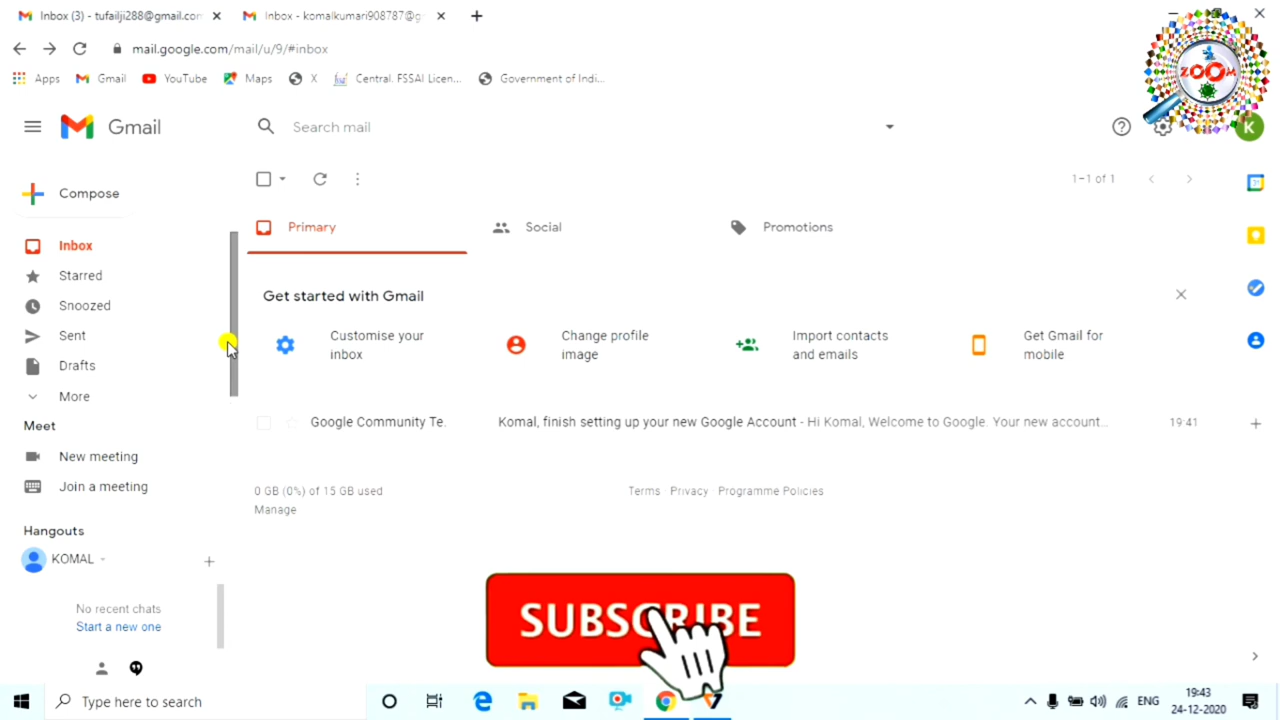 Inbox (3) - tufailji288@gmail.com
Inbox - komalkumari908787@g
mail.google.com/mail/u/9/#inbox
Apps Gmail YouTube Maps X Central. FSSAI Licen... Government of Indi...
ZOOM
Gmail
Search mail
K
Compose
1–1 of 1
Primary
Social
Promotions
Inbox
Starred
Snoozed
Sent
Drafts
More
Get started with Gmail
Customise your
inbox
Change profile
image
Import contacts
and emails
Get Gmail for
mobile
Google Community Te.
Komal, finish setting up your new Google Account - Hi Komal, Welcome to Google. Your new account...
19:41
Meet
New meeting
Join a meeting
0 GB (0%) of 15 GB used
Manage
Terms Privacy Programme Policies
Hangouts
KOMAL
No recent chats
Start a new one
SUBSCRIBE
Type here to search
ENG
19:43
24-12-2020